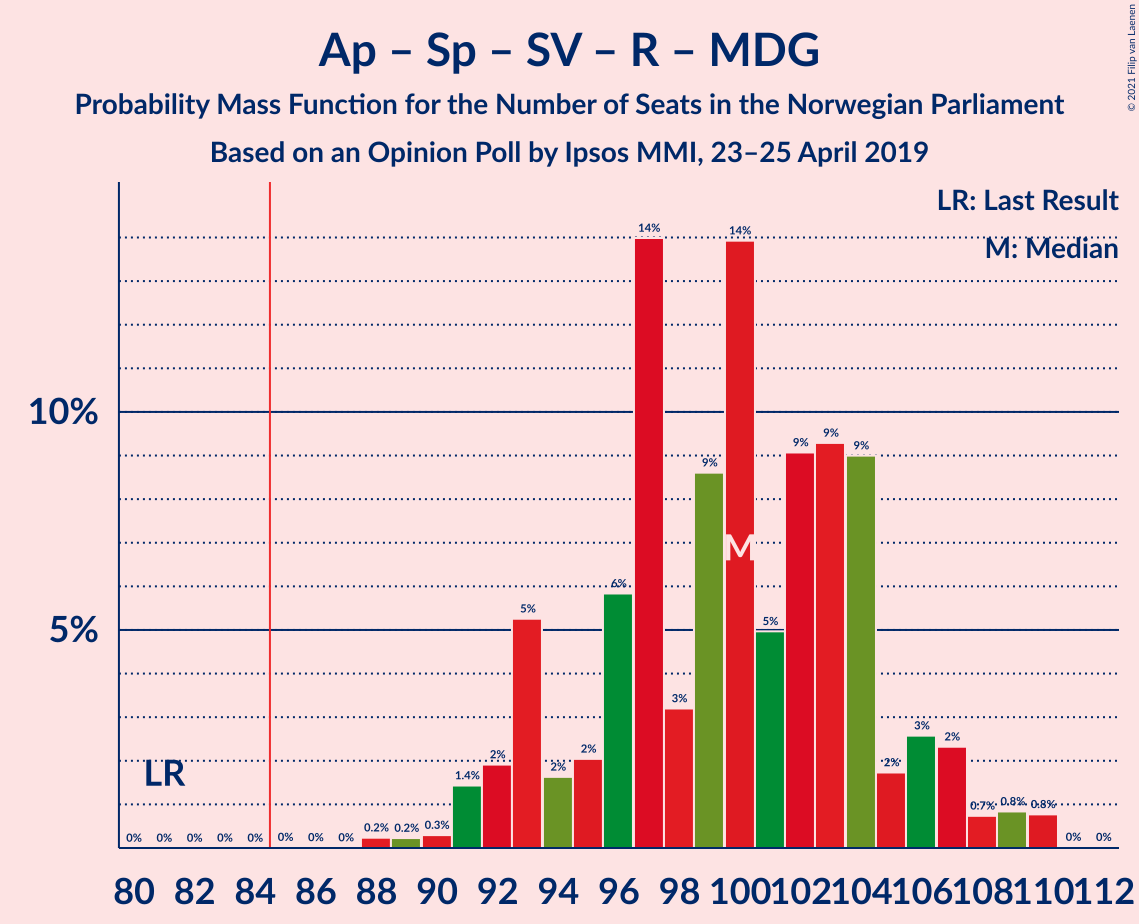 Ap – Sp – SV – R – MDG
Probability Mass Function for the Number of Seats in the Norwegian Parliament
Based on an Opinion Poll by Ipsos MMI, 23–25 April 2019
© 2021 Filip van Laenen
LR: Last Result
M: Median
10%
5%
LR
M
0% 0% 0% 0% 0% 0% 0% 0% 0.2% 0.2% 0.3% 1.4% 2% 5% 2% 2% 6% 14% 3% 9% 14% 5% 9% 9% 9% 2% 3% 2% 0.7% 0.8% 0.8% 0% 0%
80 82 84 86 88 90 92 94 96 98 100 102 104 106 108 110 112